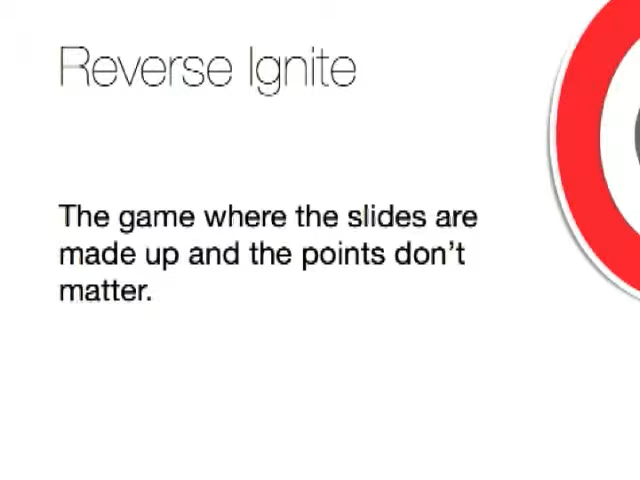 Reverse Ignite
The game where the slides are
made up and the points don’t
matter.